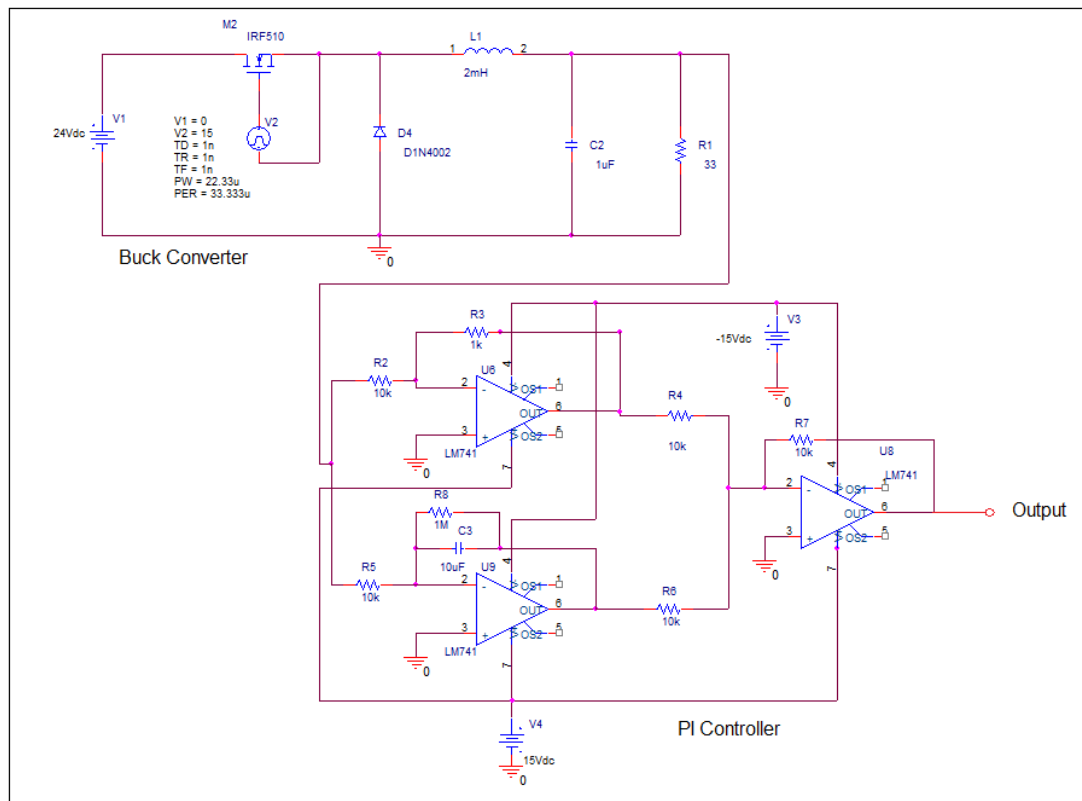 M2
IRF510
L1
1
2
2mH
V1
24Vdc
V1 = 0
V2 = 15
TD = 1n
TR = 1n
TF = 1n
PW = 22.33u
PER = 33.333u
V2
D4
D1N4002
C2
1uF
R1
33
Buck Converter
0
R3
1k
V3
-15Vdc
0
R2
10k
U6
4
2
-
OS1
1
OUT
6
3
+
OS2
5
LM741
7
0
R4
10k
R7
10k
U8
LM741
4
2
-
OS1
1
OUT
6
3
+
OS2
5
7
0
Output
R8
1M
C3
10uF
R5
10k
U9
4
2
-
OS1
1
OUT
6
3
+
OS2
5
LM741
7
0
R6
10k
V4
15Vdc
0
PI Controller